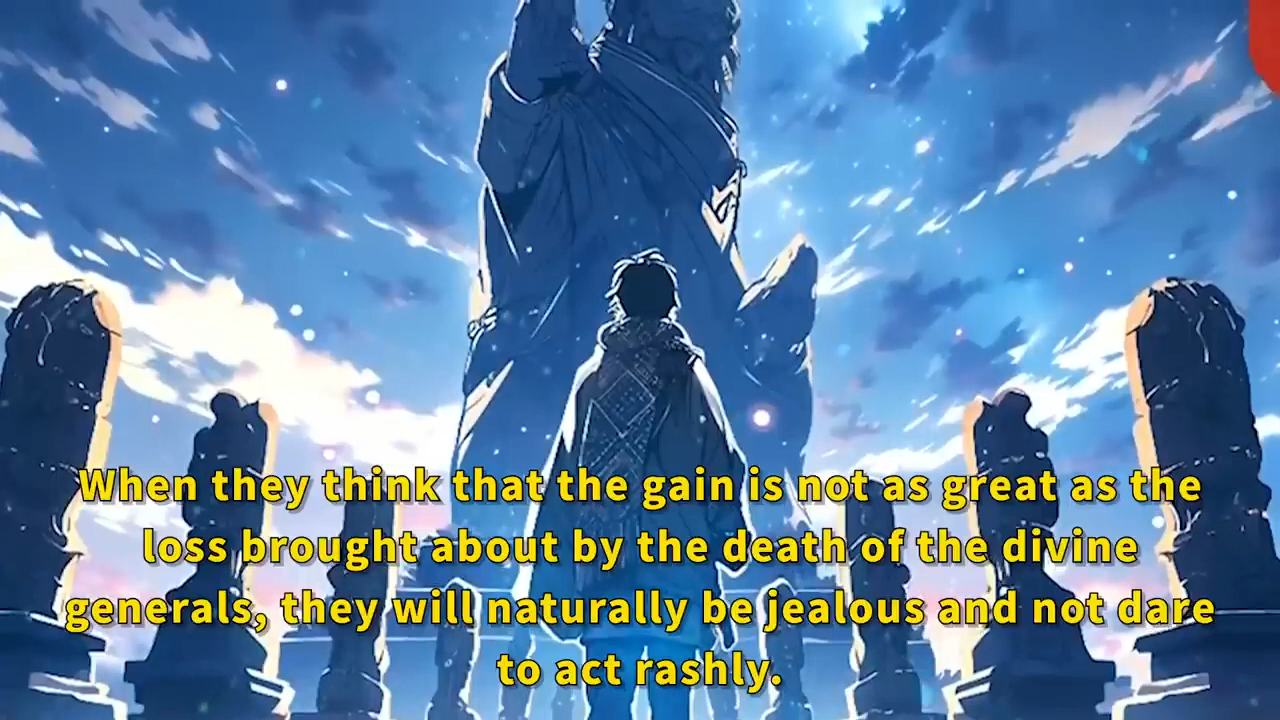 When they think that the gain is not as great as the
loss brought about by the death of the divine
generals, they will naturally be jealous and not dare
to act rashly.